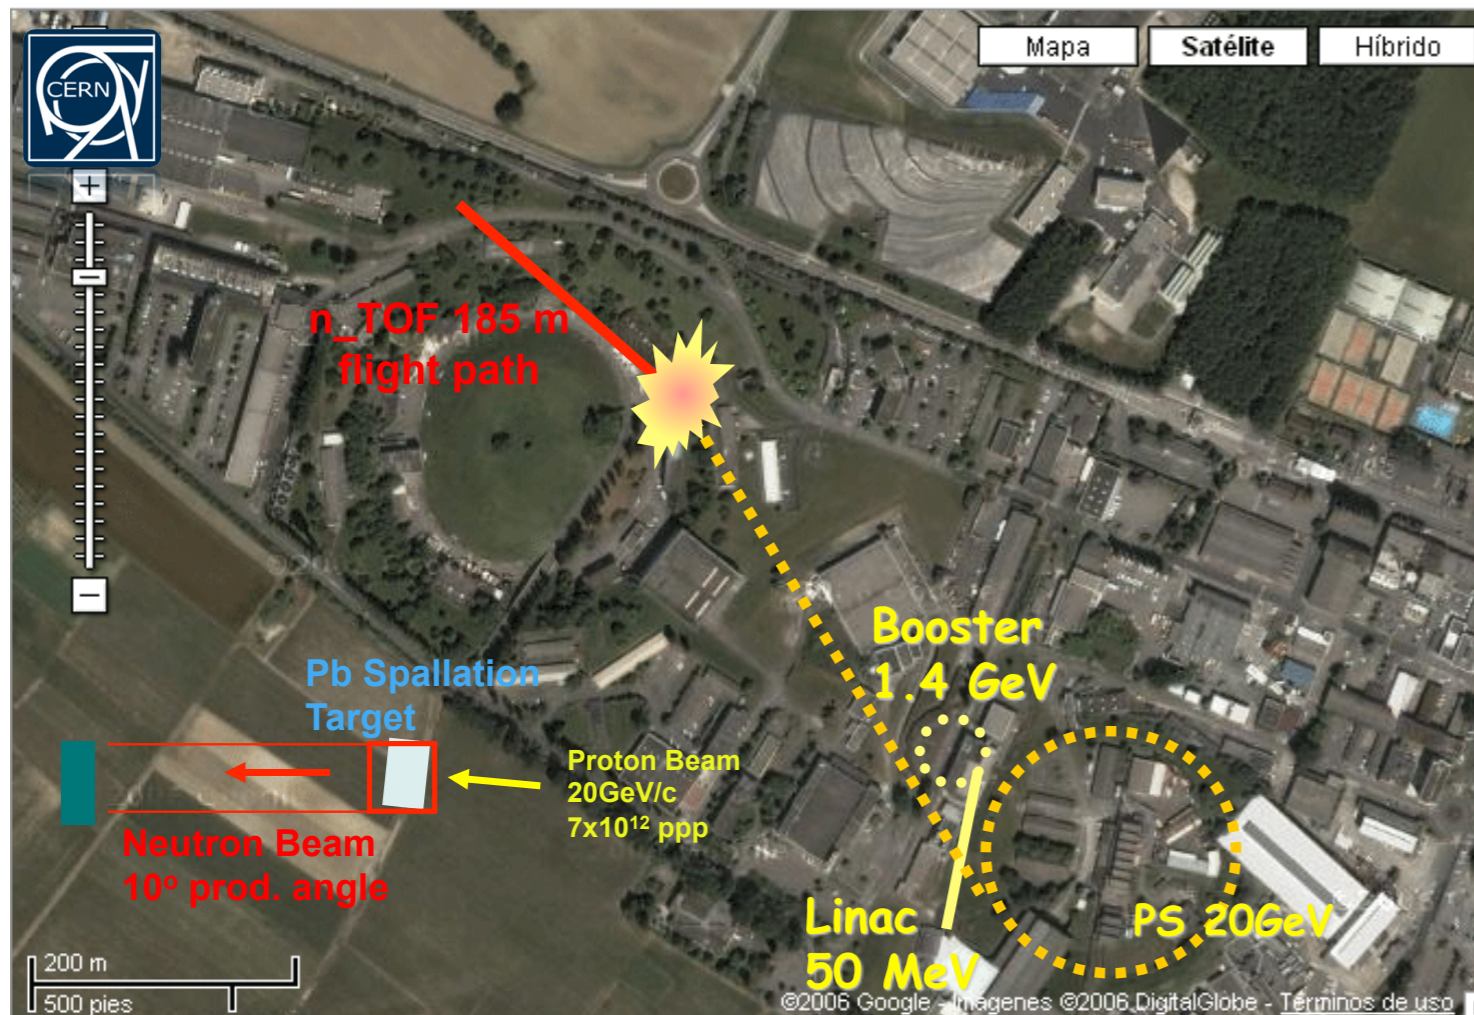 CERN
Mapa
Satélite
Híbrido
+
n_TOF 185 m
flight path
−
Booster
1.4 GeV
Pb Spallation
Target
Proton Beam
20GeV/c
7x10¹² ppp
Neutron Beam
10º prod. angle
Linac
50 MeV
PS 20GeV
200 m
500 pies
©2006 Google - Imágenes ©2006 DigitalGlobe - Términos de uso